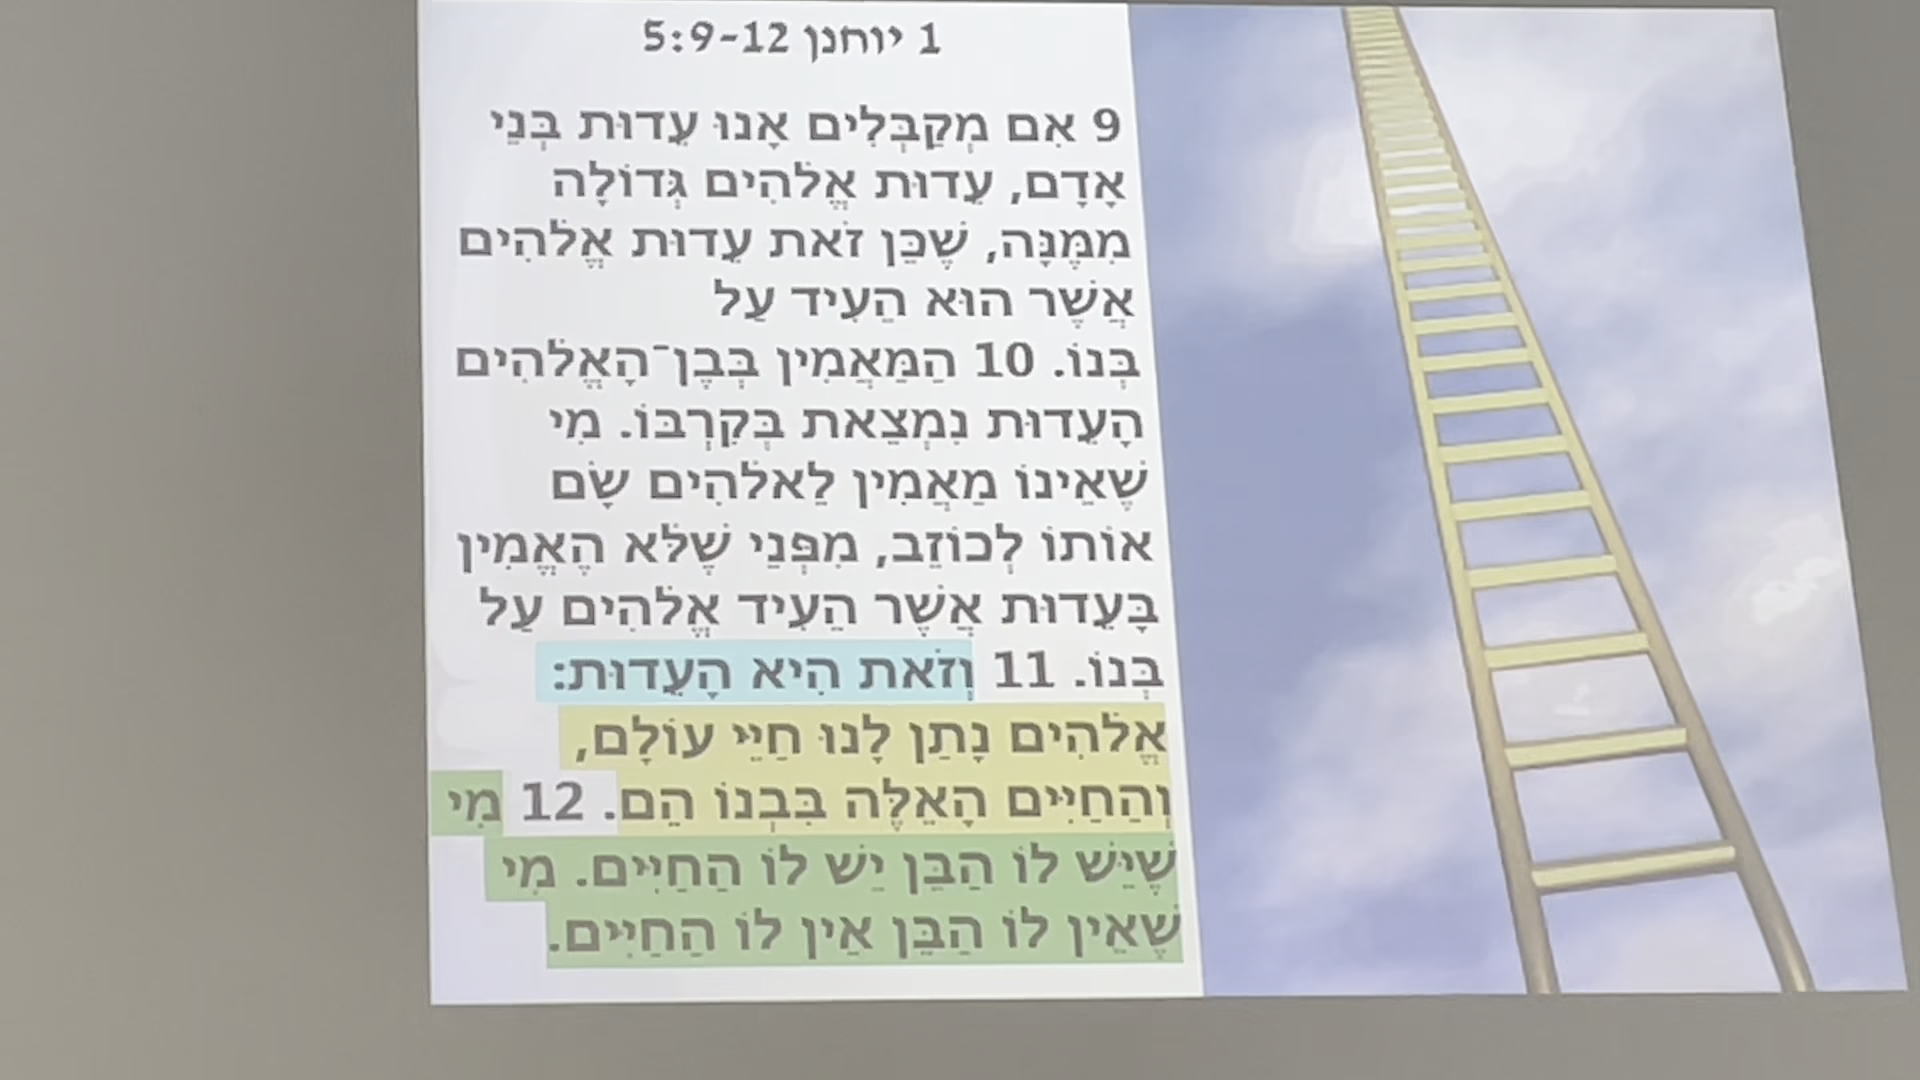 1 יוחנן 5:9-12
9 אִם מְקַבְּלִים אָנוּ עֵדוּת בְּנֵי
אָדָם, עֵדוּת אֱלֹהִים גְּדוֹלָה
מִמֶּנָּה, שֶׁכֵּן זֹאת עֵדוּת אֱלֹהִים
אֲשֶׁר הוּא הֵעִיד עַל
בְּנוֹ. 10 הַמַּאֲמִין בְּבֶן־הָאֱלֹהִים
הָעֵדוּת נִמְצֵאת בְּקִרְבּוֹ. מִי
שֶׁאֵינוֹ מַאֲמִין לֵאלֹהִים שָׂם
אוֹתוֹ לְכוֹזֵב, מִפְּנֵי שֶׁלֹּא הֶאֱמִין
בָּעֵדוּת אֲשֶׁר הֵעִיד אֱלֹהִים עַל
בְּנוֹ. 11 וְזֹאת הִיא הָעֵדוּת:
אֱלֹהִים נָתַן לָנוּ חַיֵּי עוֹלָם,
וְהַחַיִּים הָאֵלֶּה בִּבְנוֹ הֵם. 12 מִי
שֶׁיֵּשׁ לוֹ הַבֵּן יֵשׁ לוֹ הַחַיִּים. מִי
שֶׁאֵין לוֹ הַבֵּן אֵין לוֹ הַחַיִּים.